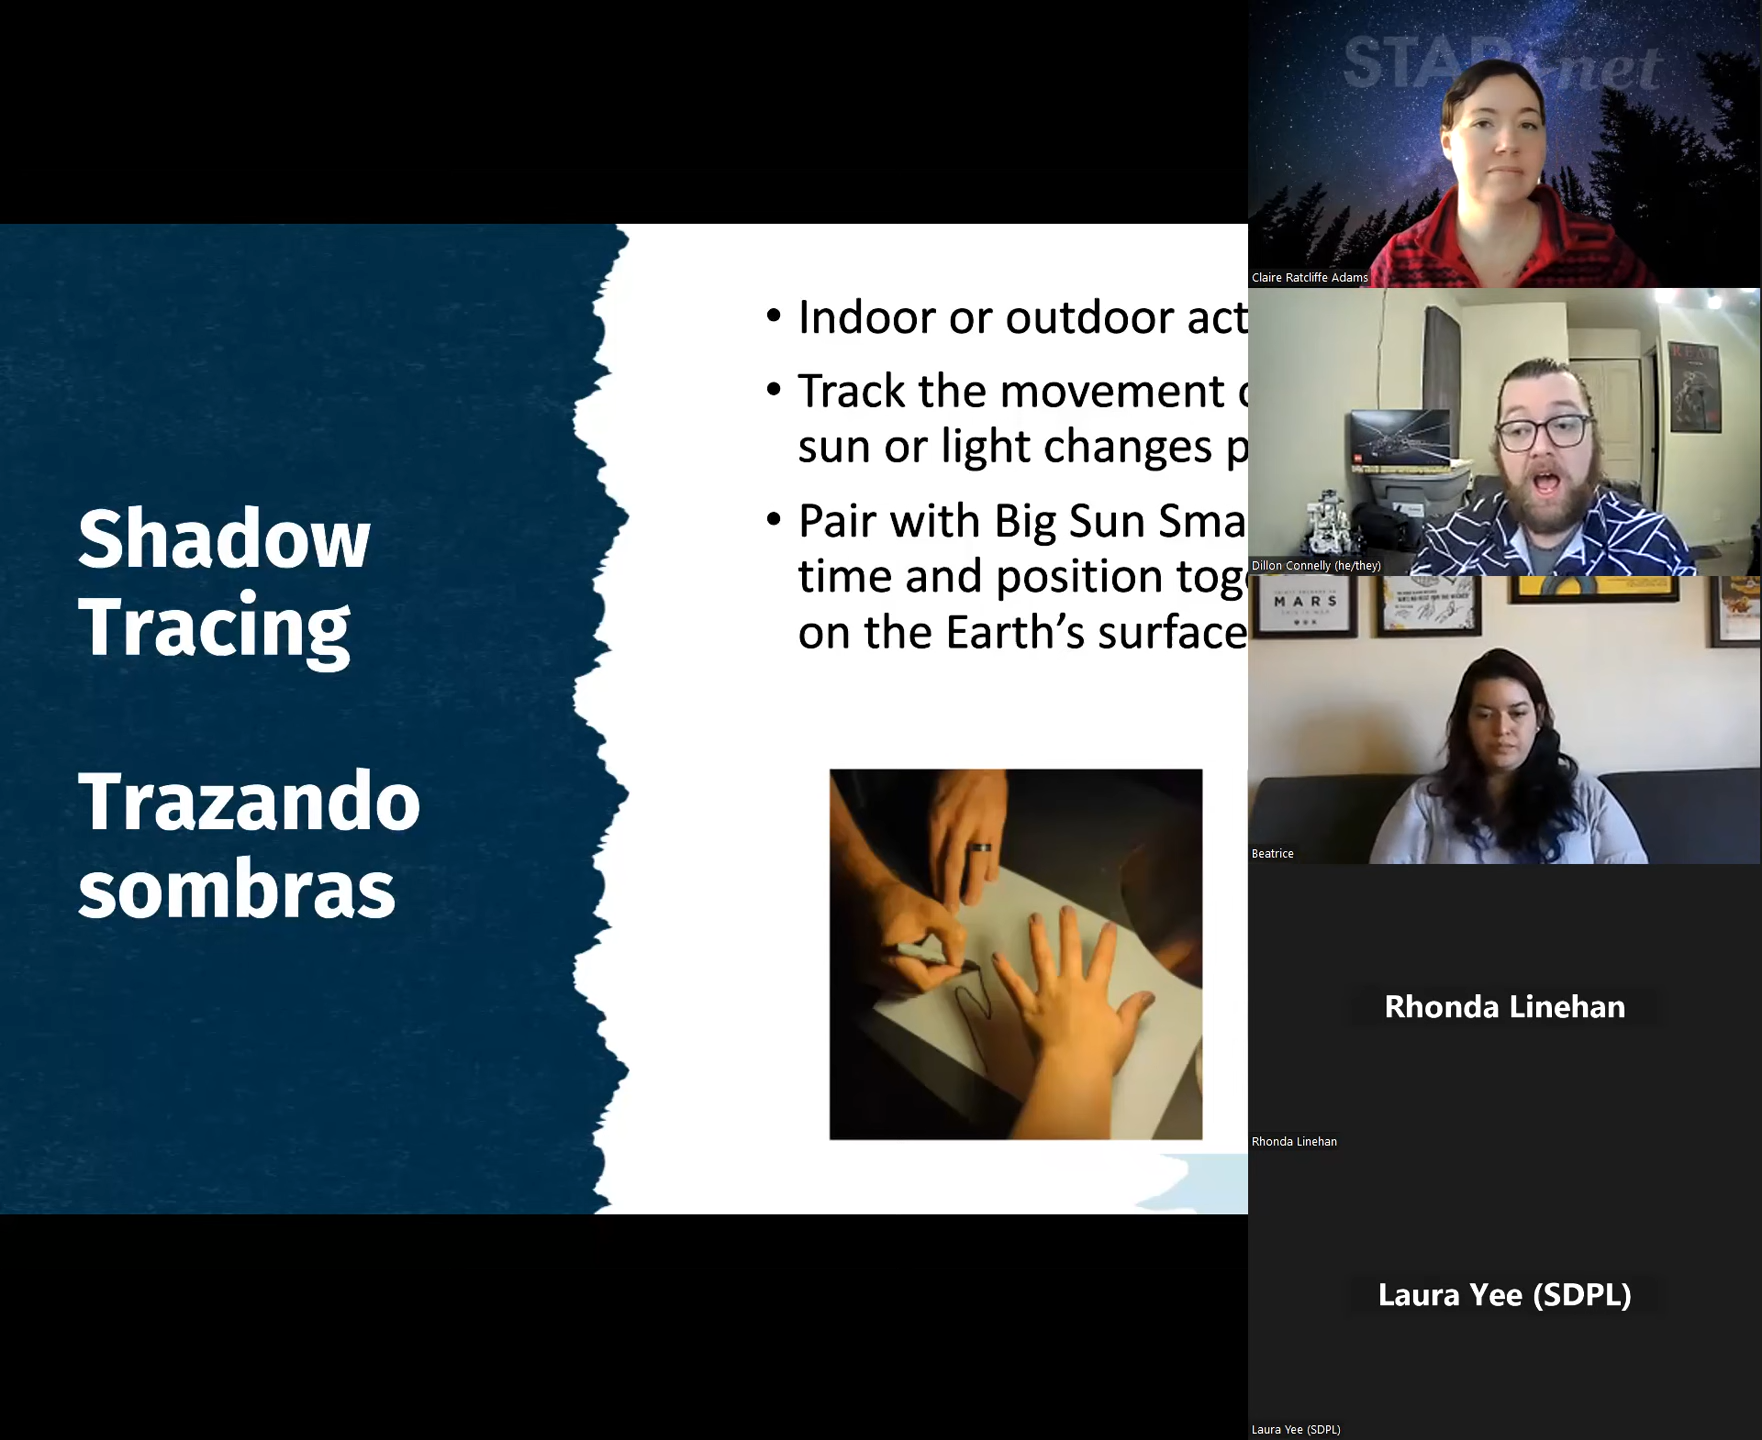 Shadow
Tracing
Trazando
sombras
• Indoor or outdoor act
• Track the movement
sun or light changes p
• Pair with Big Sun Sma
time and position tog
on the Earth’s surface
STAR net
Claire Ratcliffe Adams
REAL
Dillon Connelly (he/they)
MARS
Beatrice
Rhonda Linehan
Rhonda Linehan
Laura Yee (SDPL)
Laura Yee (SDPL)